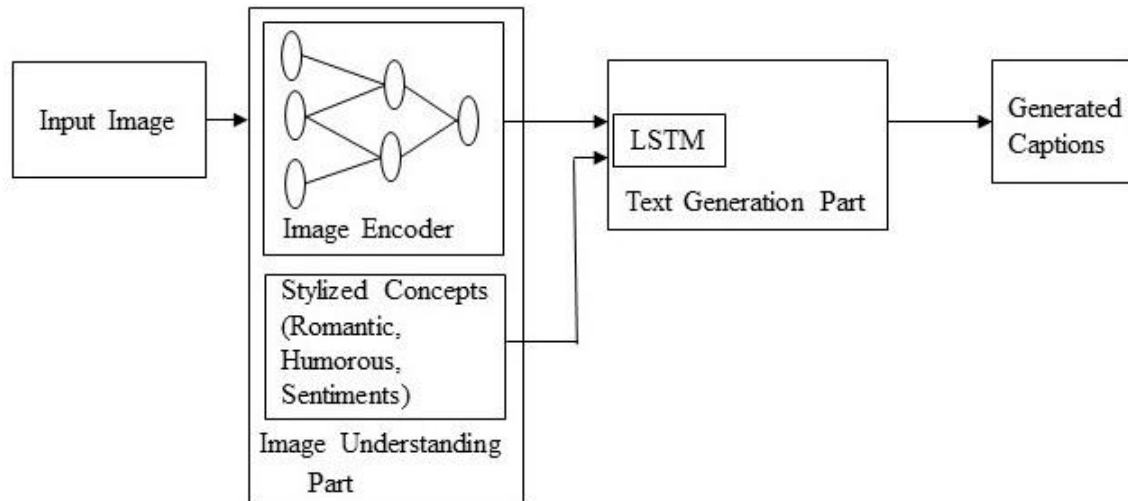 Input Image
Image Encoder
Stylized Concepts
(Romantic,
Humorous,
Sentiments)
Image Understanding
Part
LSTM
Text Generation Part
Generated
Captions